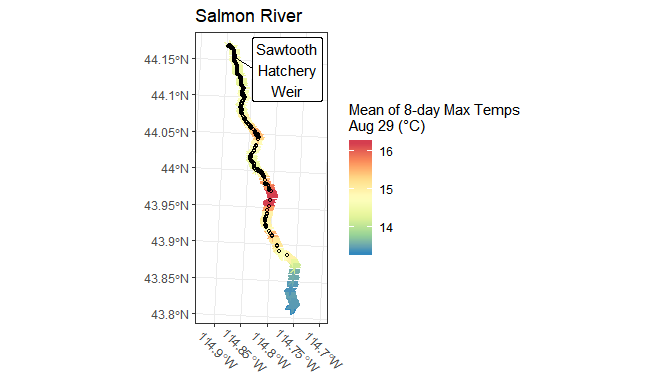 Salmon River
Sawtooth
Hatchery
Weir
44.15°N
44.1°N
44.05°N
44°N
43.95°N
43.9°N
43.85°N
43.8°N
114.9°W
114.85°W
114.8°W
114.75°W
114.7°W
Mean of 8-day Max Temps
Aug 29 (°C)
16
15
14